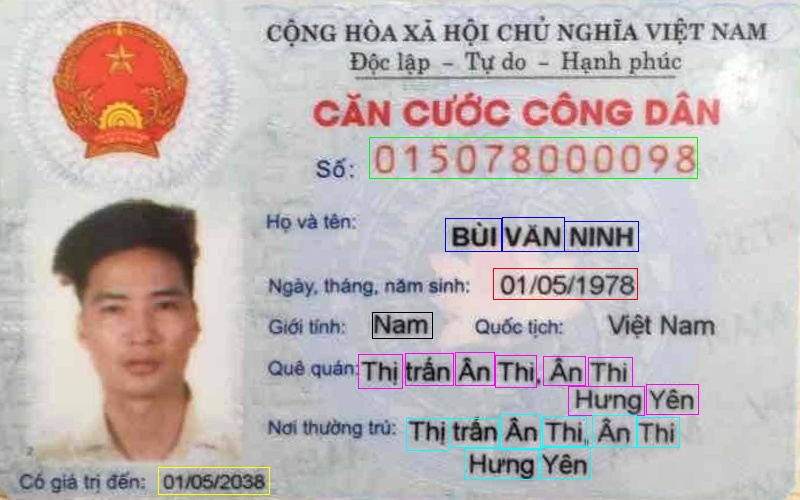 CỘNG HÒA XÃ HỘI CHỦ NGHĨA VIỆT NAM
Độc lập - Tự do - Hạnh phúc
CĂN CƯỚC CÔNG DÂN
Số: 015078000098
Họ và tên: BÙI VĂN NINH
Ngày, tháng, năm sinh: 01/05/1978
Giới tính: Nam Quốc tịch: Việt Nam
Quê quán: Thị trấn Ân Thi, Ân Thi
Hưng Yên
Nơi thường trú: Thị trấn Ân Thi, Ân Thi
Hưng Yên
Có giá trị đến: 01/05/2038